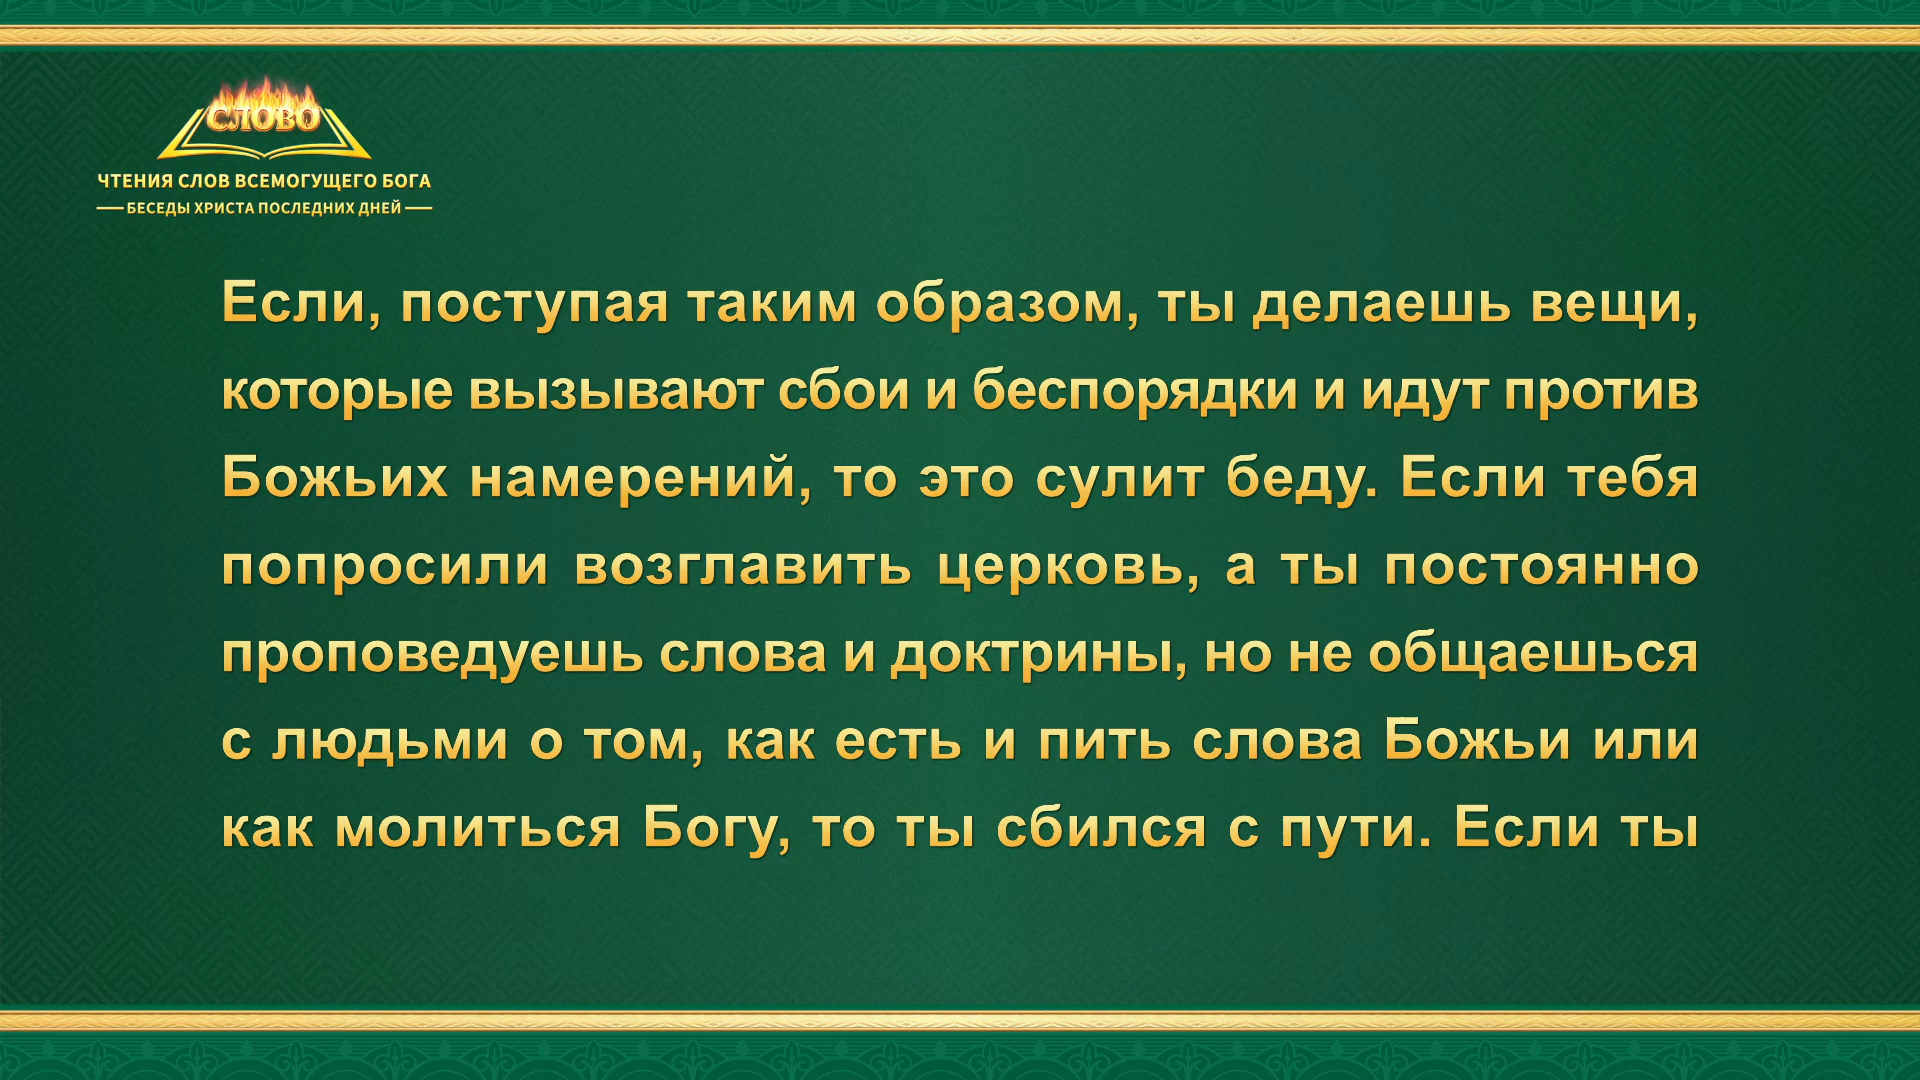 СЛОВО
ЧТЕНИЯ СЛОВ ВСЕМОГУЩЕГО БОГА
БЕСЕДЫ ХРИСТА ПОСЛЕДНИХ ДНЕЙ
Если, поступая таким образом, ты делаешь вещи,
которые вызывают сбои и беспорядки и идут против
Божьих намерений, то это сулит беду. Если тебя
попросили возглавить церковь, а ты постоянно
проповедуешь слова и доктрины, но не общаешься
с людьми о том, как есть и пить слова Божьи или
как молиться Богу, то ты сбился с пути. Если ты